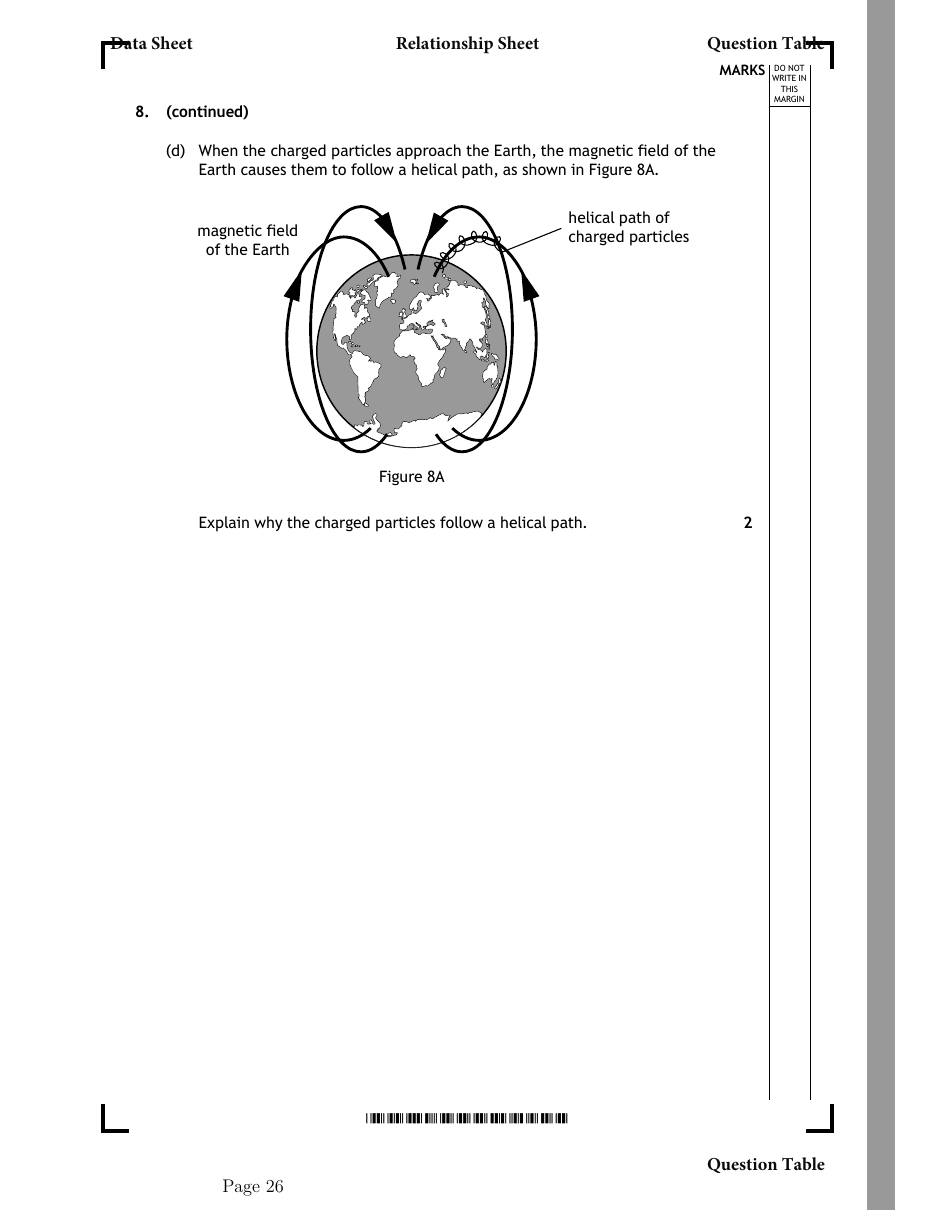 Data Sheet Relationship Sheet Question Table
MARKS
DO NOT
WRITE IN
THIS
MARGIN
8. (continued)
(d) When the charged particles approach the Earth, the magnetic field of the
Earth causes them to follow a helical path, as shown in Figure 8A.
magnetic field
of the Earth
helical path of
charged particles
Figure 8A
Explain why the charged particles follow a helical path. 2
Question Table
Page 26